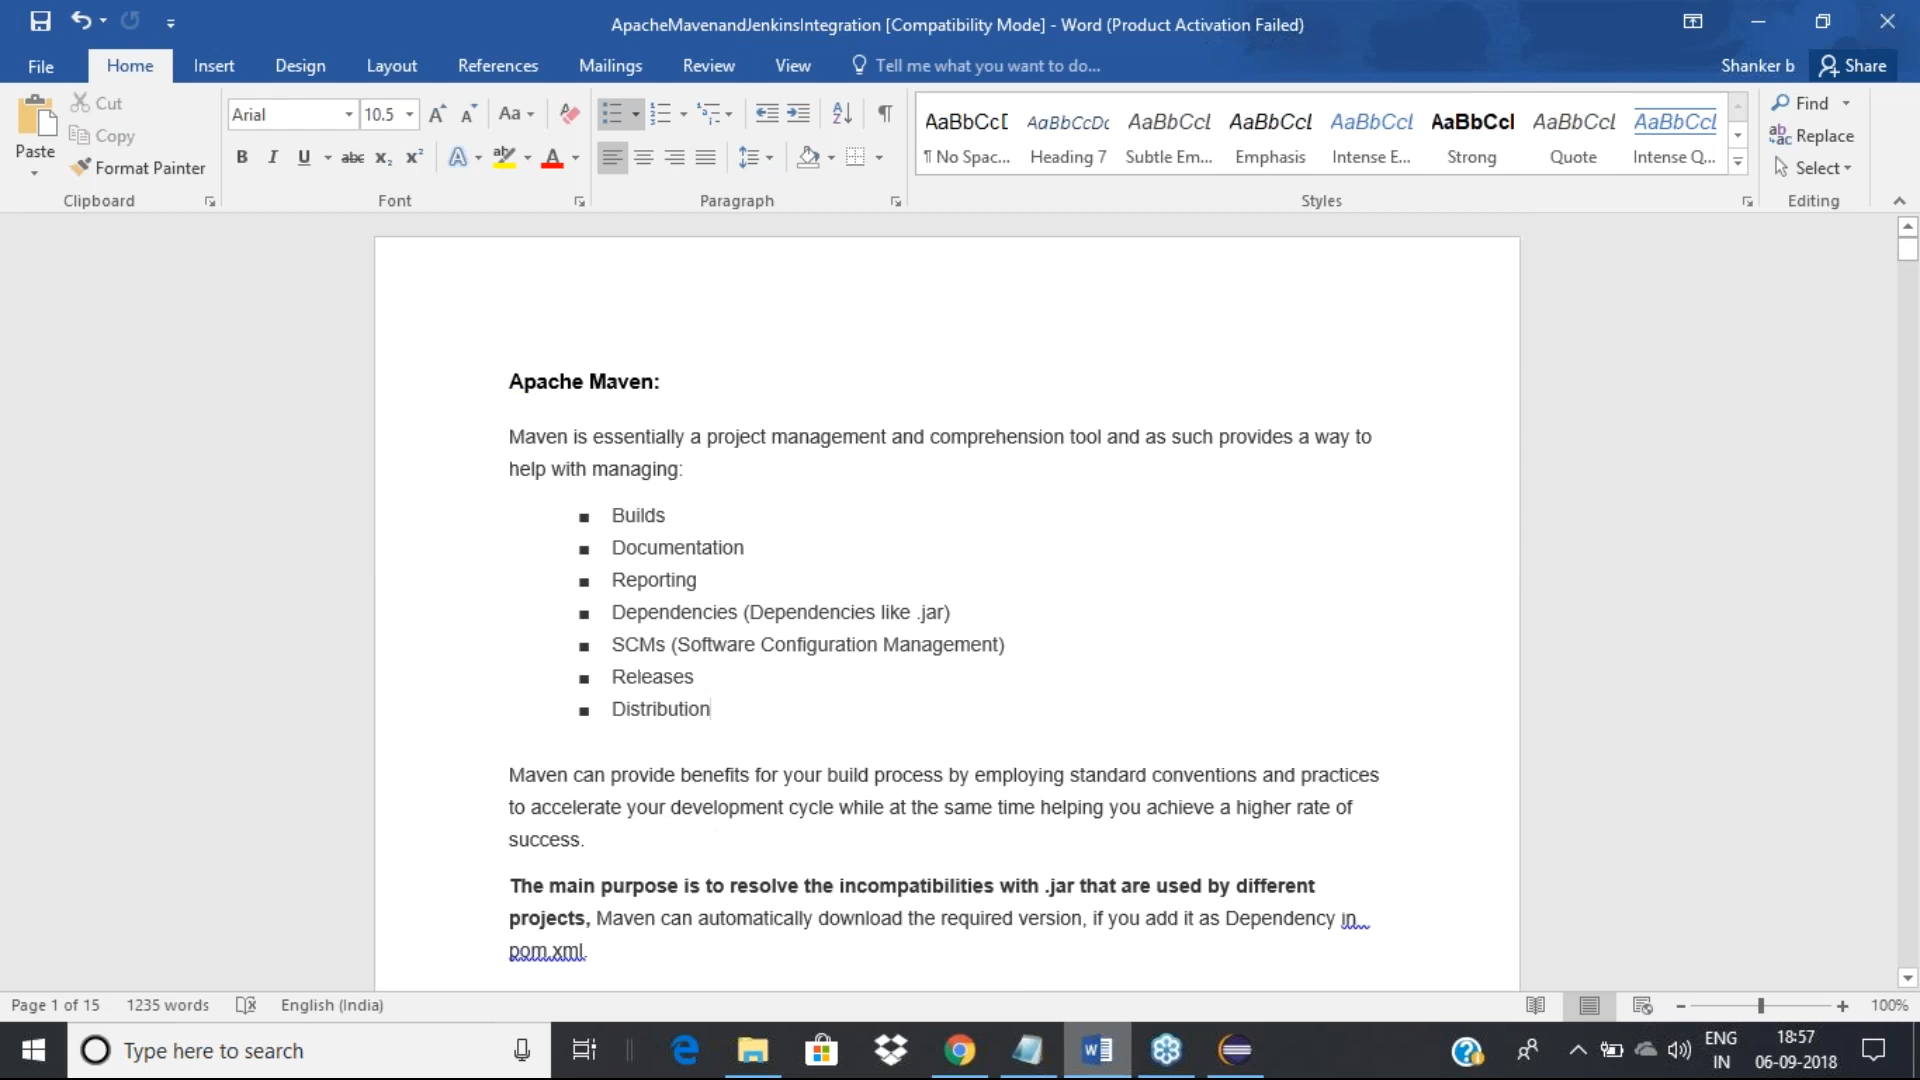 ApacheMavenandJenkinsIntegration [Compatibility Mode] - Word (Product Activation Failed)
File Home Insert Design Layout References Mailings Review View Tell me what you want to do... Shanker b Share
Paste
Cut
Copy
Format Painter
Clipboard
Arial 10.5
Font
Paragraph
AaBbCcD AaBbCcDc AaBbCcL AaBbCcL AaBbCcL AaBbCcl AaBbCcL AaBbCcL
¶ No Spac... Heading 7 Subtle Em... Emphasis Intense E... Strong Quote Intense Q...
Styles
Find
Replace
Select
Editing
Apache Maven:
Maven is essentially a project management and comprehension tool and as such provides a way to
help with managing:
■ Builds
■ Documentation
■ Reporting
■ Dependencies (Dependencies like .jar)
■ SCMs (Software Configuration Management)
■ Releases
■ Distribution
Maven can provide benefits for your build process by employing standard conventions and practices
to accelerate your development cycle while at the same time helping you achieve a higher rate of
success.
The main purpose is to resolve the incompatibilities with .jar that are used by different
projects, Maven can automatically download the required version, if you add it as Dependency in
pom.xml.
Page 1 of 15 1235 words English (India) 100%
Type here to search
ENG
IN
18:57
06-09-2018